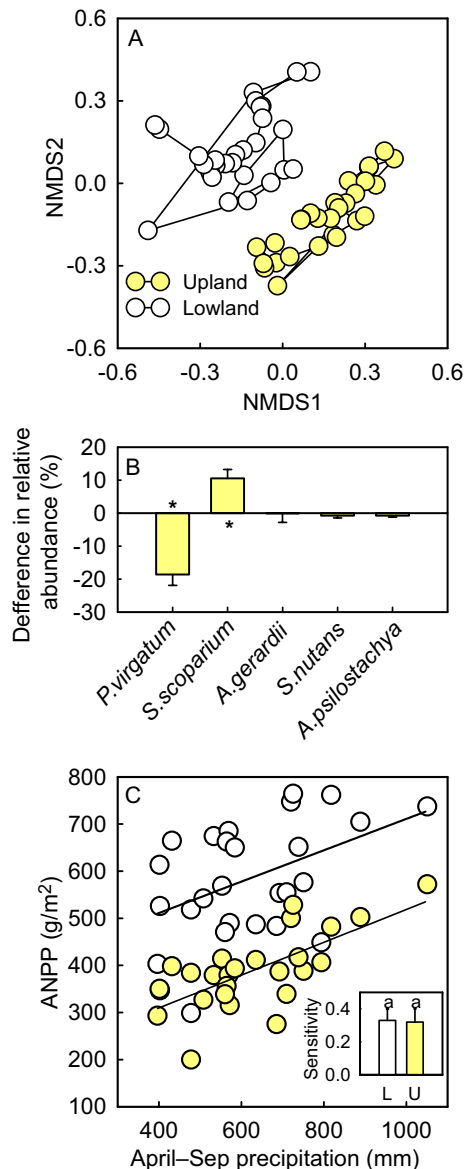 A
0.6
0.3
0.0
-0.3
-0.6
NMDS2
Upland
Lowland
-0.6 -0.3 0.0 0.3 0.6
NMDS1
B
20
10
0
-10
-20
-30
Defference in relative
abundance (%)
*
*
P.virgatum
S.scoparium
A.gerardii
S.nutans
A.psilostachya
C
800
700
600
500
400
300
200
100
ANPP (g/m²)
0.4
0.2
0.0
Sensitivity
a a
L U
400 600 800 1000
April–Sep precipitation (mm)